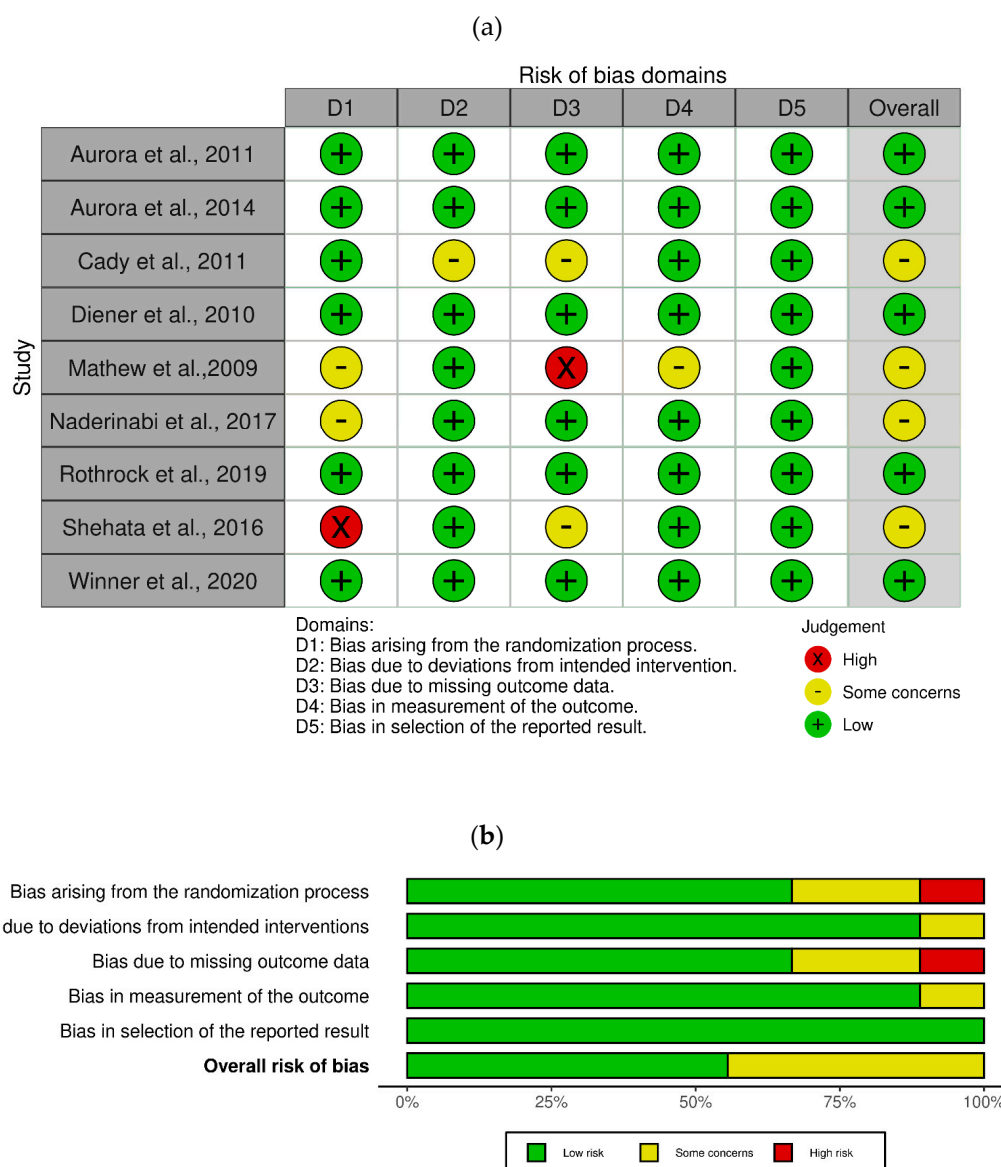 (a)
Risk of bias domains
D1 D2 D3 D4 D5 Overall
Study
Aurora et al., 2011 + + + + + +
Aurora et al., 2014 + + + + + +
Cady et al., 2011 + - - + + -
Diener et al., 2010 + + + + + +
Mathew et al.,2009 - + X - + -
Naderinabi et al., 2017 - + + + + -
Rothrock et al., 2019 + + + + + +
Shehata et al., 2016 X + - + + -
Winner et al., 2020 + + + + + +
Domains:
D1: Bias arising from the randomization process.
D2: Bias due to deviations from intended intervention.
D3: Bias due to missing outcome data.
D4: Bias in measurement of the outcome.
D5: Bias in selection of the reported result.
Judgement
X High
- Some concerns
+ Low
(b)
Bias arising from the randomization process
due to deviations from intended interventions
Bias due to missing outcome data
Bias in measurement of the outcome
Bias in selection of the reported result
Overall risk of bias
0% 25% 50% 75% 100%
Low risk Some concerns High risk